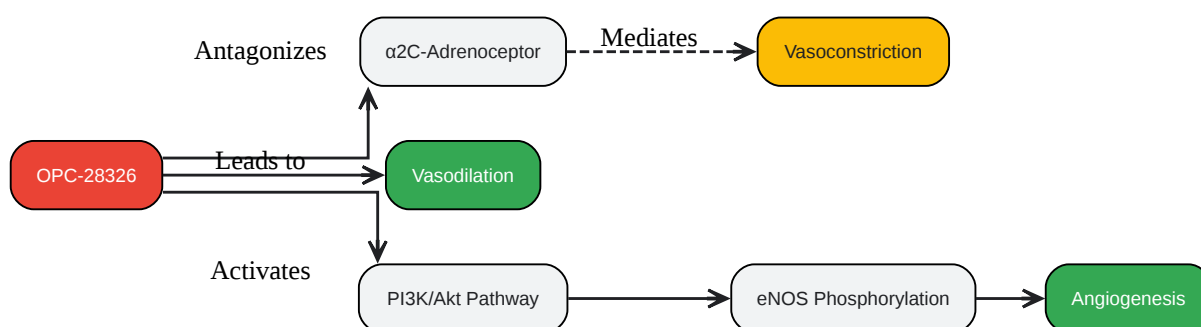 Antagonizes
α2C-Adrenoceptor
Mediates
Vasoconstriction
OPC-28326
Leads to
Vasodilation
Activates
PI3K/Akt Pathway
eNOS Phosphorylation
Angiogenesis